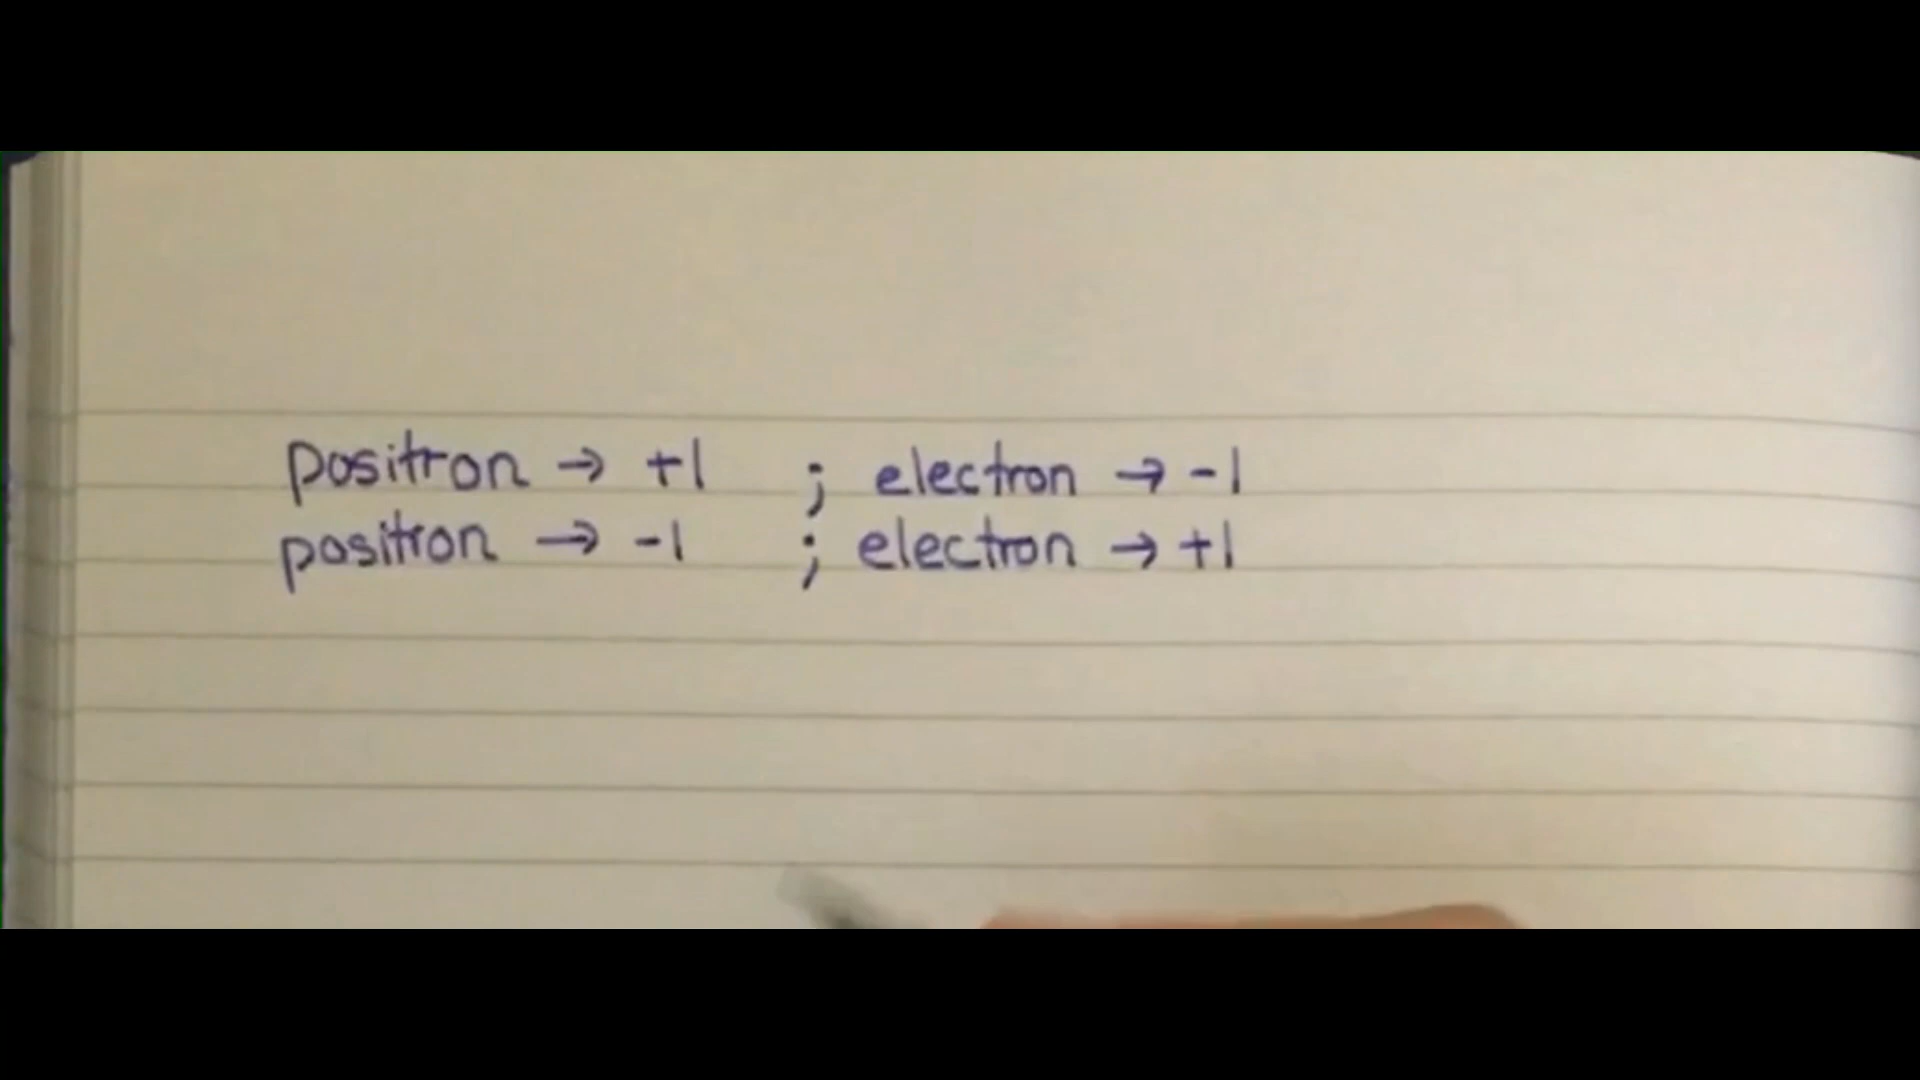 positron → +1 ; electron → -1
positron → -1 ; electron → +1